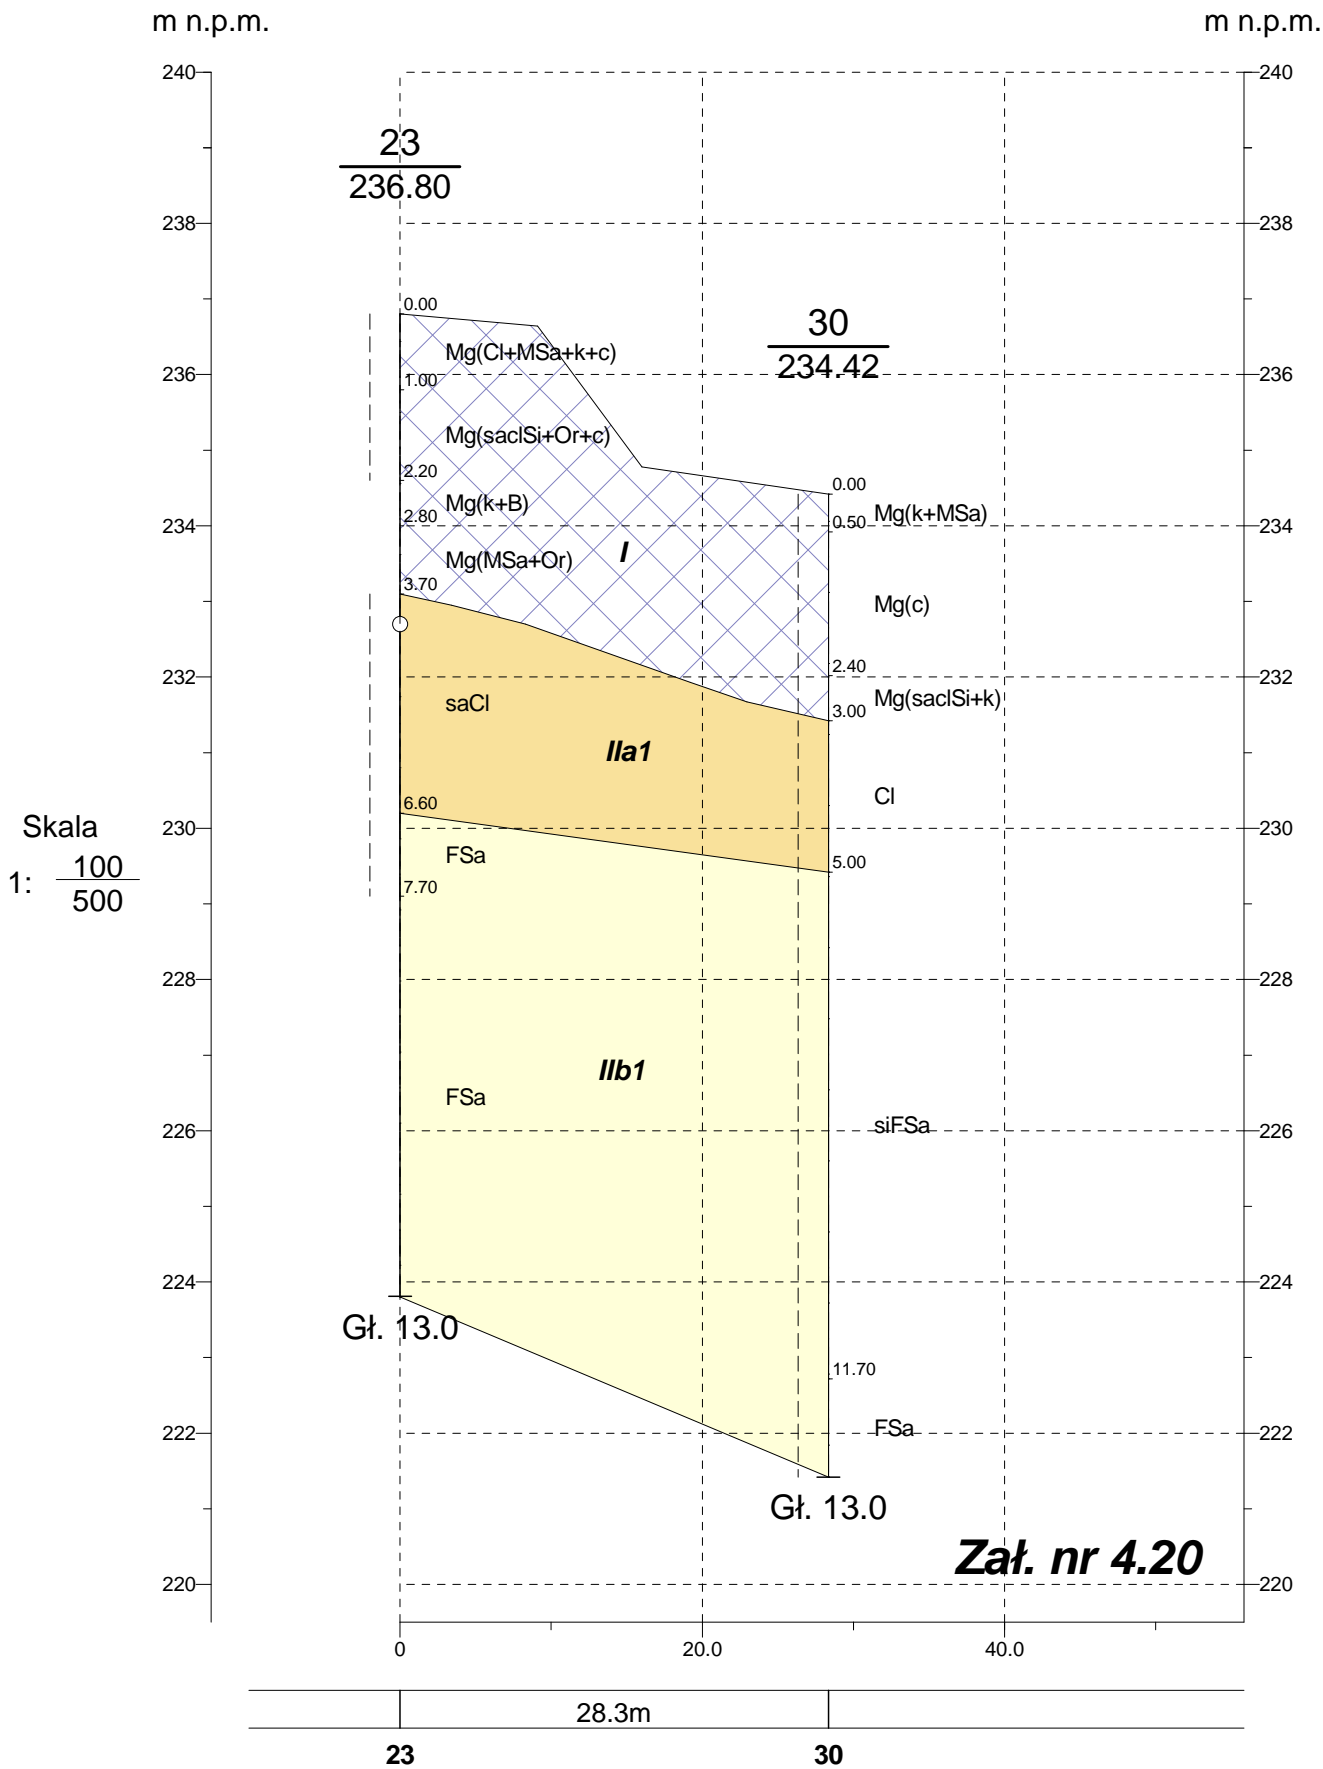 m n.p.m. m n.p.m.
240 240
23
236.80
238 238
0.00
30
234.42
Mg(Cl+MSa+k+c)
236 236
1.00
Mg(saclSi+Or+c)
2.20
0.00
Mg(k+B)
Mg(k+MSa)
2.80
0.50
234 234
I
Mg(MSa+Or)
3.70
Mg(c)
2.40
232 232
saCl
Mg(saclSi+k)
3.00
IIa1
Cl
6.60
Skala
230 230
1: 100
500
FSa
5.00
7.70
228 228
IIb1
FSa
siFSa
226 226
224 224
Gł. 13.0
11.70
FSa
222 222
Gł. 13.0
Zał. nr 4.20
220 220
0 20.0 40.0
28.3m
23 30